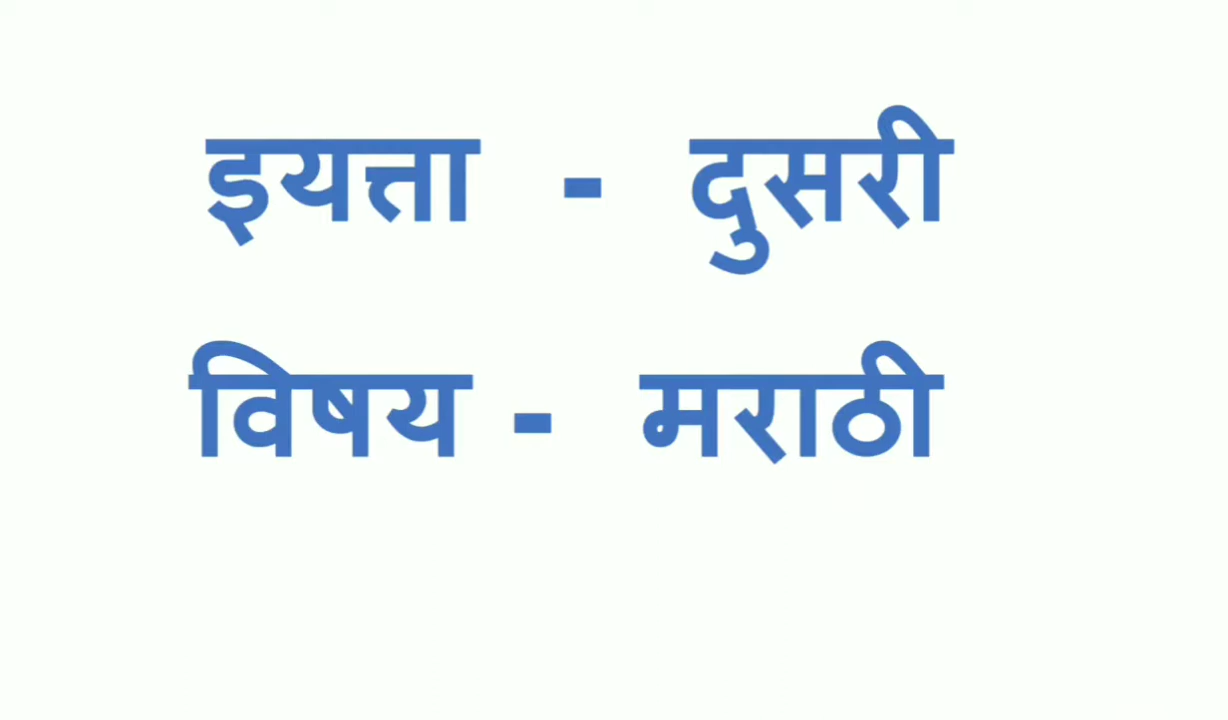 इयत्ता - दुसरी
विषय - मराठी